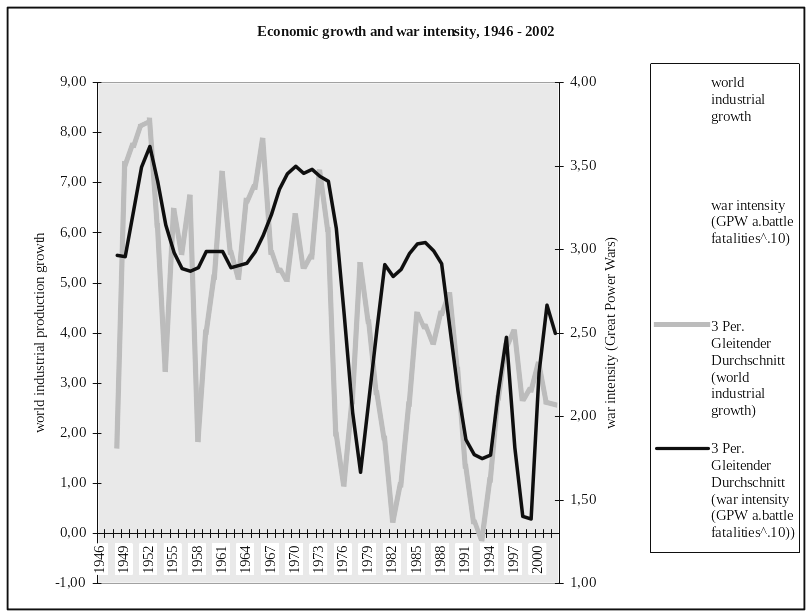 Economic growth and war intensity, 1946 - 2002
9,00
8,00
7,00
6,00
5,00
4,00
3,00
2,00
1,00
0,00
-1,00
world industrial production growth
1946
1949
1952
1955
1958
1961
1964
1967
1970
1973
1976
1979
1982
1985
1988
1991
1994
1997
2000
4,00
3,50
3,00
2,50
2,00
1,50
1,00
war intensity (Great Power Wars)
world
industrial
growth
war intensity
(GPW a.battle
fatalities^.10)
3 Per.
Gleitender
Durchschnitt
(world
industrial
growth)
3 Per.
Gleitender
Durchschnitt
(war intensity
(GPW a.battle
fatalities^.10))